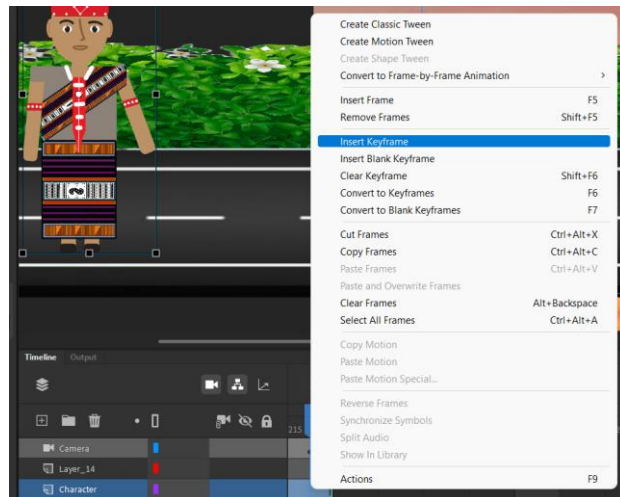 Create Classic Tween
Create Motion Tween
Create Shape Tween
Convert to Frame-by-Frame Animation
Insert Frame F5
Remove Frames Shift+F5
Insert Keyframe
Insert Blank Keyframe
Clear Keyframe Shift+F6
Convert to Keyframes F6
Convert to Blank Keyframes F7
Cut Frames Ctrl+Alt+X
Copy Frames Ctrl+Alt+C
Paste Frames Ctrl+Alt+V
Paste and Overwrite Frames
Clear Frames Alt+Backspace
Select All Frames Ctrl+Alt+A
Copy Motion
Paste Motion
Paste Motion Special...
Reverse Frames
Synchronize Symbols
Split Audio
Show In Library
Actions F9
Timeline Output
215
Camera
Layer_14
Character